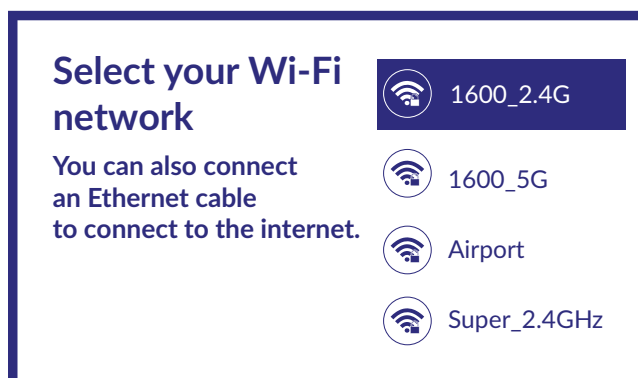 Select your Wi-Fi
network
You can also connect
an Ethernet cable
to connect to the internet.
1600_2.4G
1600_5G
Airport
Super_2.4GHz